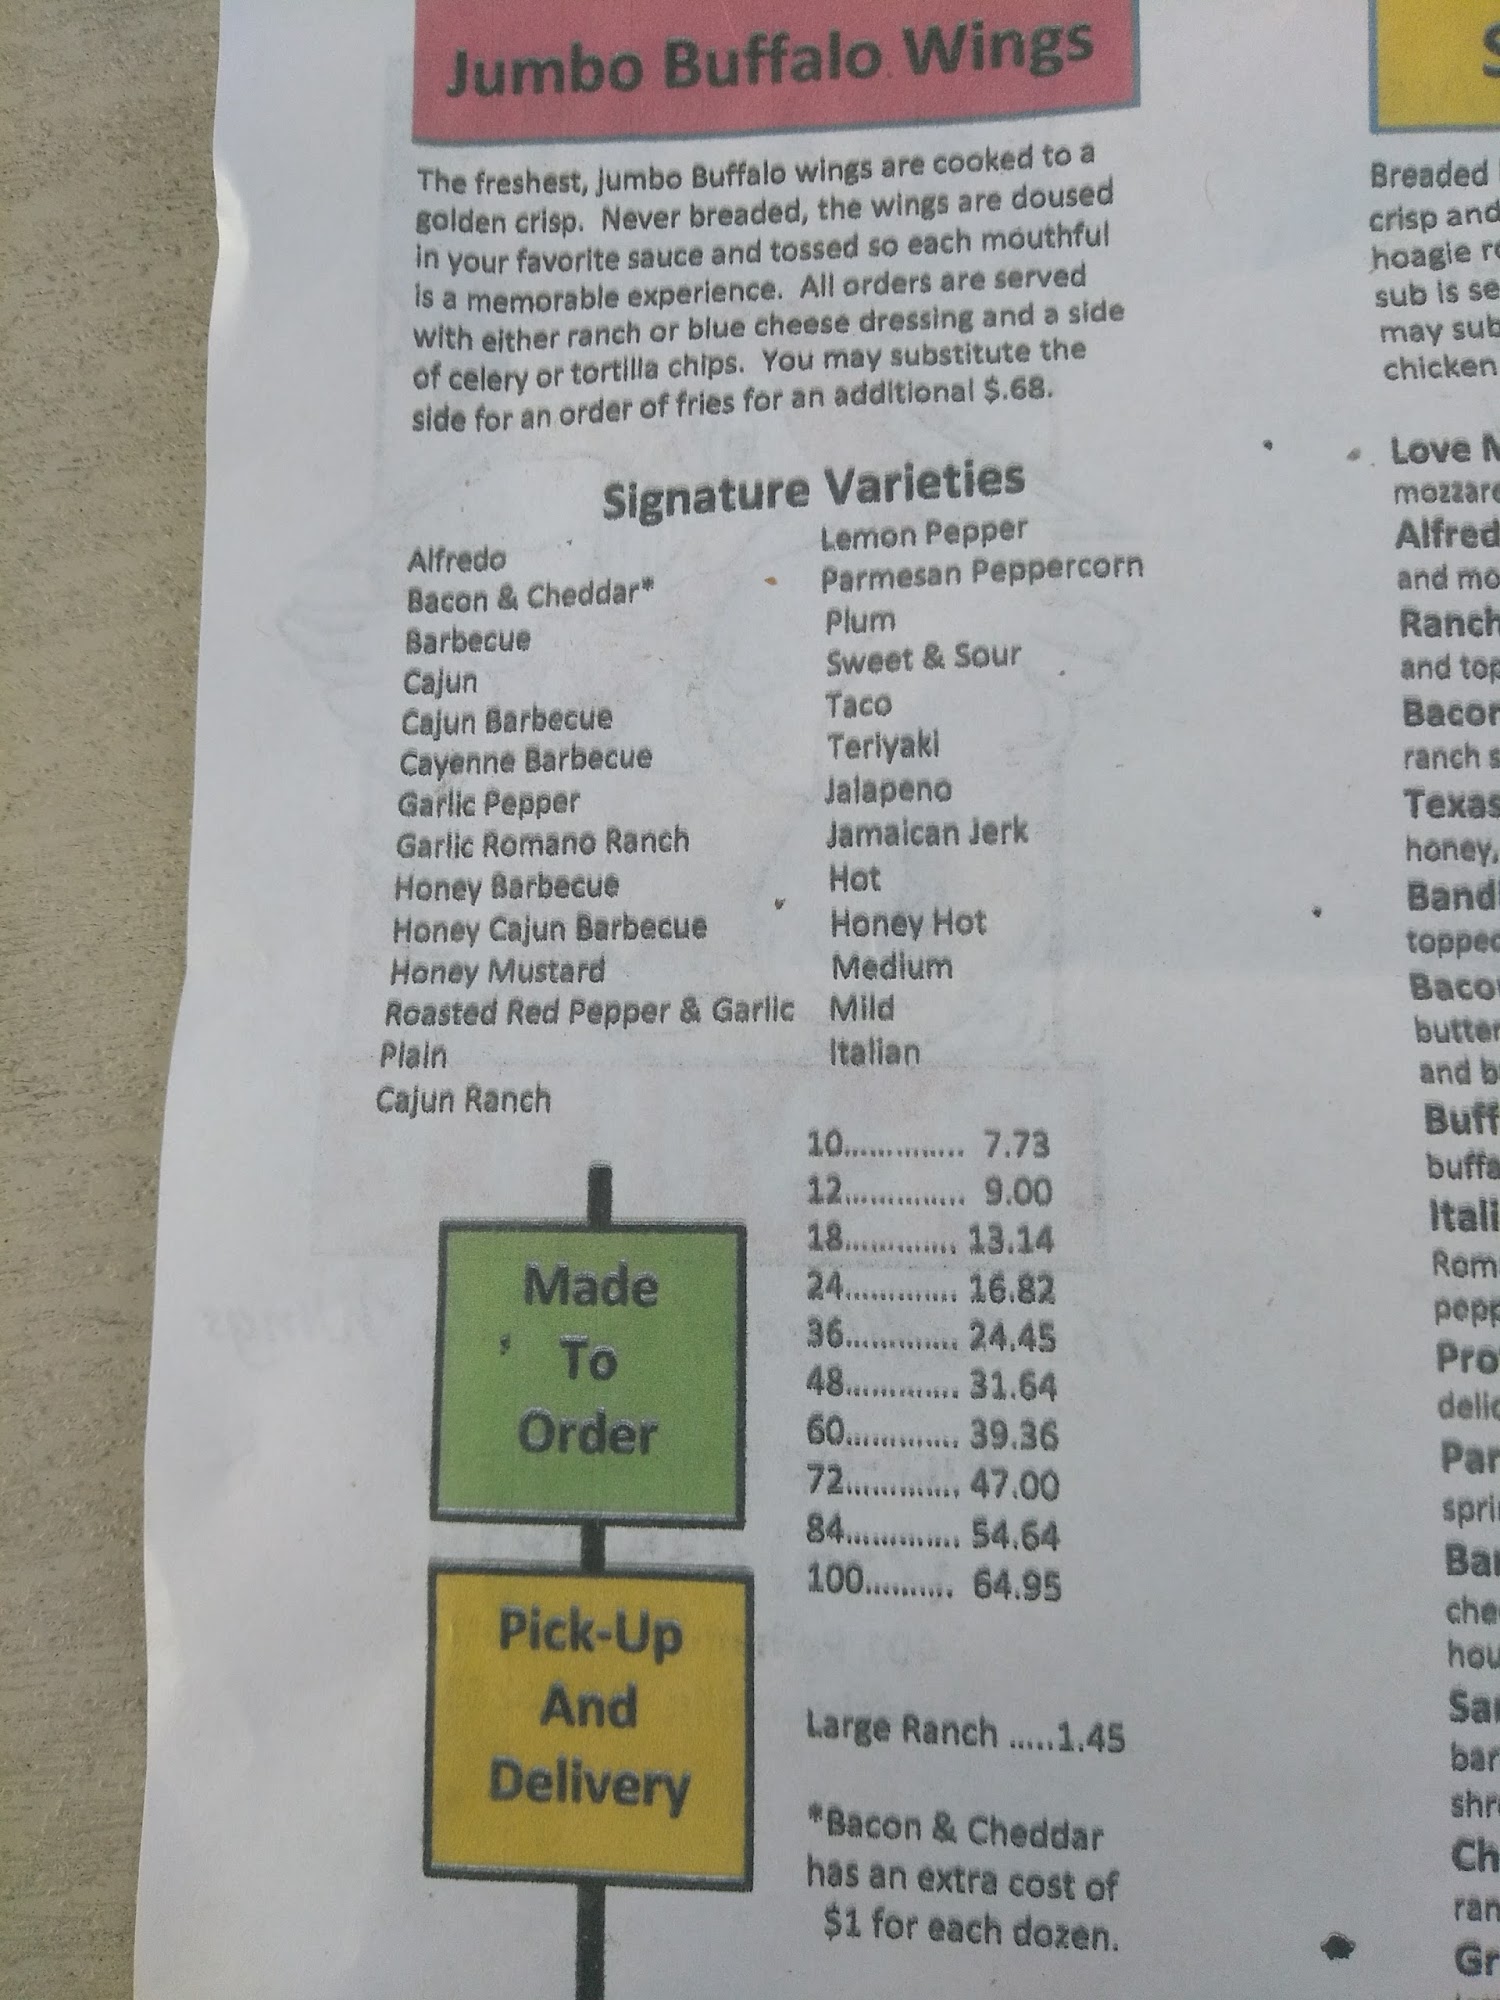 Jumbo Buffalo Wings
The freshest, jumbo Buffalo wings are cooked to a
golden crisp. Never breaded, the wings are doused
in your favorite sauce and tossed so each mouthful
is a memorable experience. All orders are served
with either ranch or blue cheese dressing and a side
of celery or tortilla chips. You may substitute the
side for an order of fries for an additional $.68.
Signature Varieties
Alfredo
Bacon & Cheddar*
Barbecue
Cajun
Cajun Barbecue
Cayenne Barbecue
Garlic Pepper
Garlic Romano Ranch
Honey Barbecue
Honey Cajun Barbecue
Honey Mustard
Roasted Red Pepper & Garlic
Plain
Cajun Ranch
Lemon Pepper
Parmesan Peppercorn
Plum
Sweet & Sour
Taco
Teriyaki
Jalapeno
Jamaican Jerk
Hot
Honey Hot
Medium
Mild
Italian
10.............. 7.73
12.............. 9.00
18............. 13.14
24............. 16.82
36............. 24.45
48............. 31.64
60............. 39.36
72............. 47.00
84............. 54.64
100.......... 64.95
Large Ranch .....1.45
*Bacon & Cheddar
has an extra cost of
$1 for each dozen.
Made
To
Order
Pick-Up
And
Delivery
Breaded
crisp and
hoagie
sub is
may
chicken
Love
and
Ranch
and
ranch
honey,
and